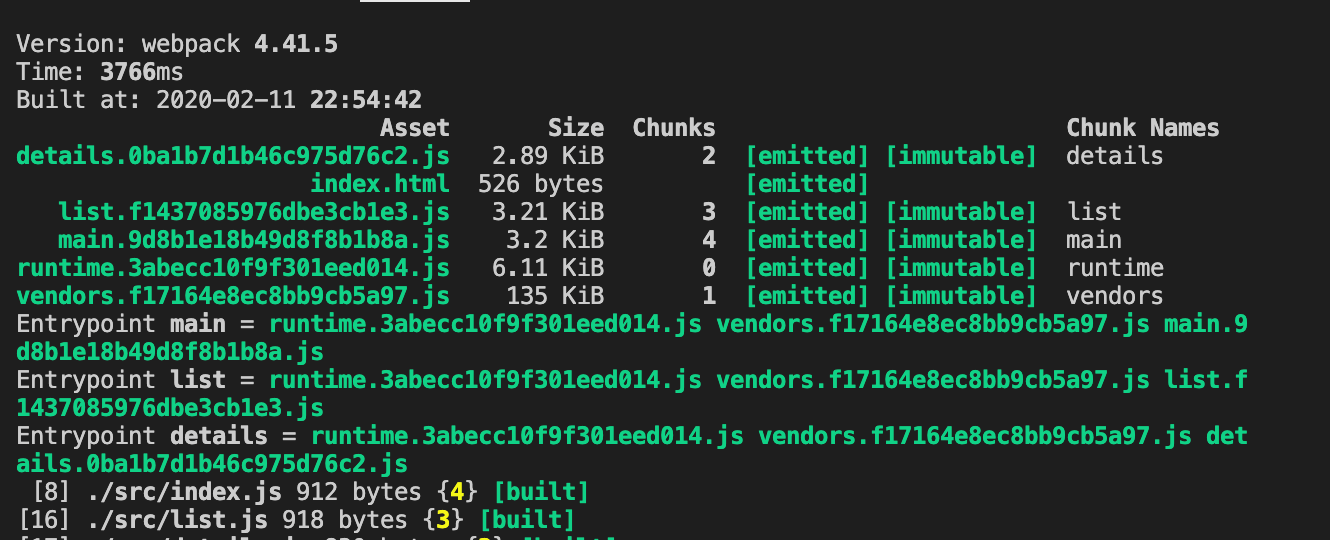 Version: webpack 4.41.5
Time: 3766ms
Built at: 2020-02-11 22:54:42
Asset Size Chunks Chunk Names
details.0ba1b7d1b46c975d76c2.js 2.89 KiB 2 [emitted] [immutable] details
index.html 526 bytes [emitted]
list.f1437085976dbe3cb1e3.js 3.21 KiB 3 [emitted] [immutable] list
main.9d8b1e18b49d8f8b1b8a.js 3.2 KiB 4 [emitted] [immutable] main
runtime.3abecc10f9f301eed014.js 6.11 KiB 0 [emitted] [immutable] runtime
vendors.f17164e8ec8bb9cb5a97.js 135 KiB 1 [emitted] [immutable] vendors
Entrypoint main = runtime.3abecc10f9f301eed014.js vendors.f17164e8ec8bb9cb5a97.js main.9
d8b1e18b49d8f8b1b8a.js
Entrypoint list = runtime.3abecc10f9f301eed014.js vendors.f17164e8ec8bb9cb5a97.js list.f
1437085976dbe3cb1e3.js
Entrypoint details = runtime.3abecc10f9f301eed014.js vendors.f17164e8ec8bb9cb5a97.js det
ails.0ba1b7d1b46c975d76c2.js
[8] ./src/index.js 912 bytes {4} [built]
[16] ./src/list.js 918 bytes {3} [built]